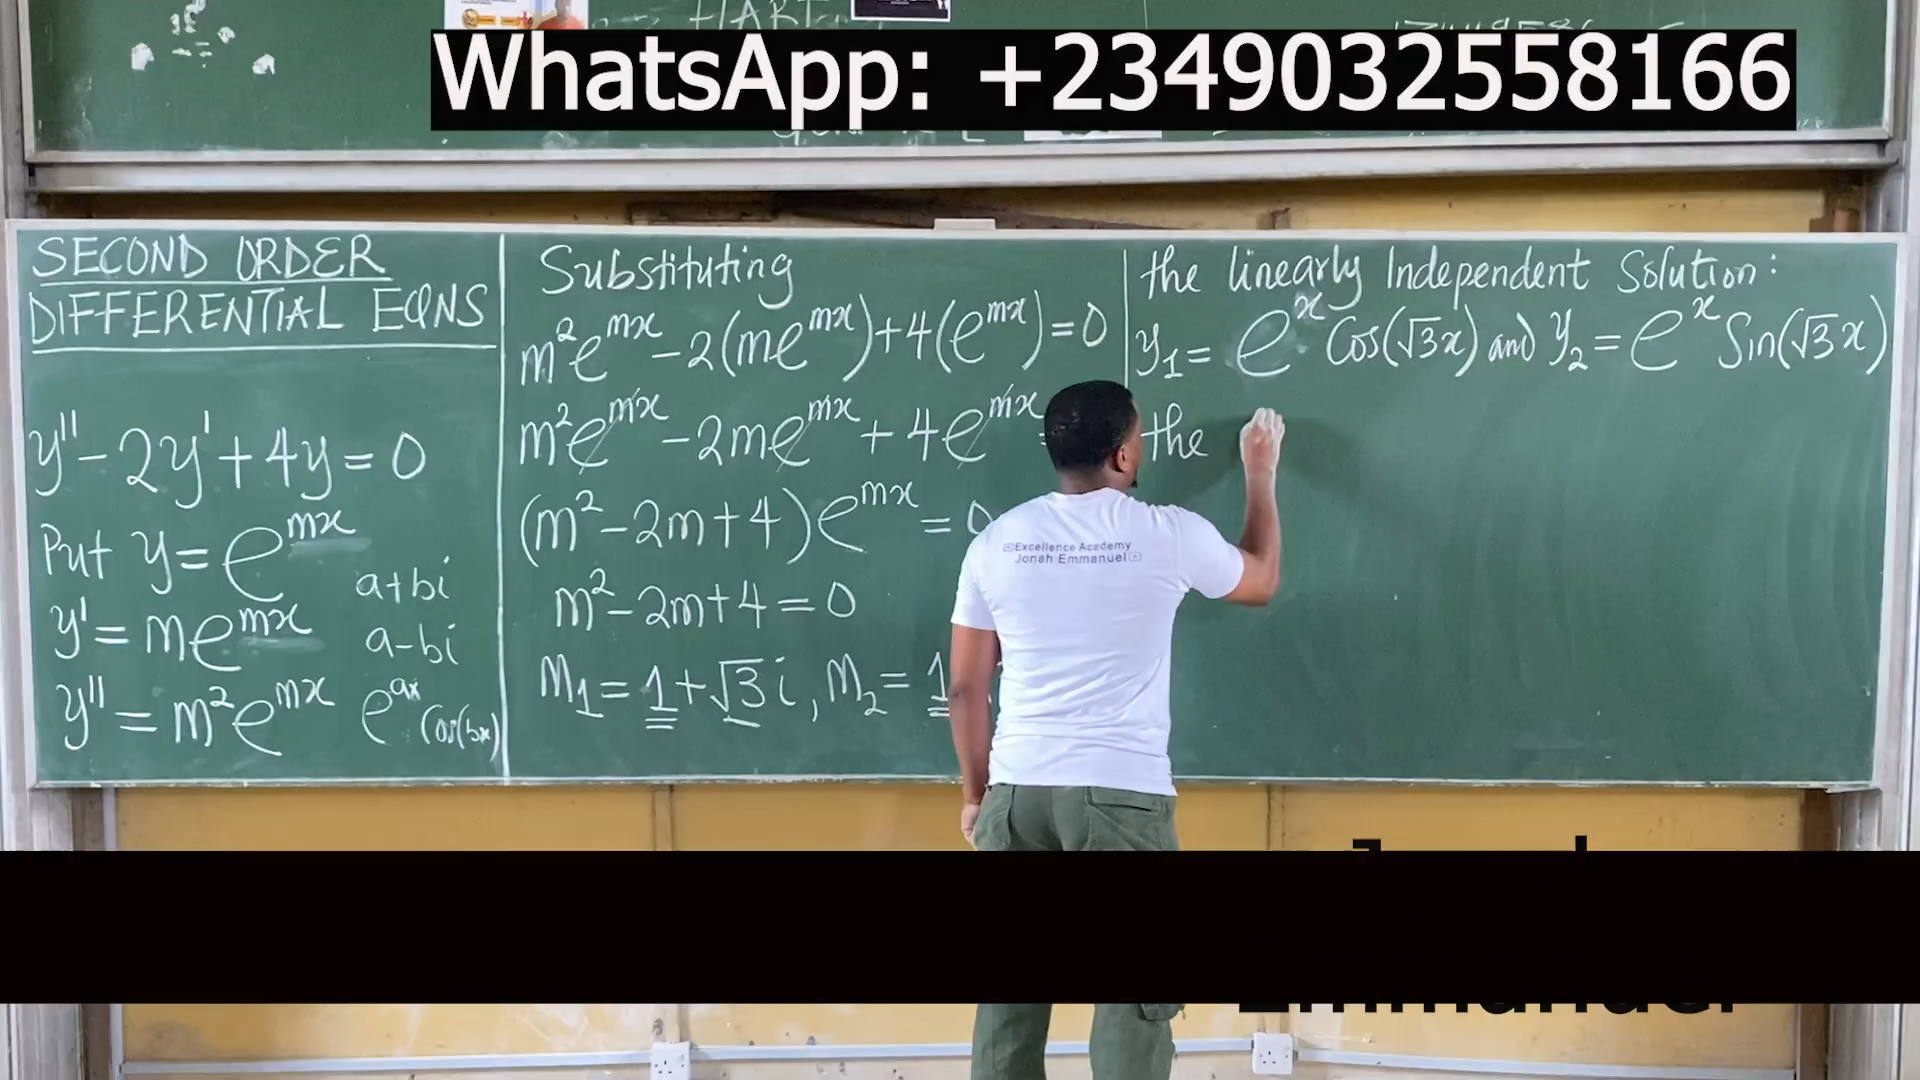 WhatsApp: +2349032558166
SECOND ORDER
DIFFERENTIAL EQNS
y'' - 2y' + 4y = 0
Put y = e^{mx}
y' = me^{mx}
y'' = m²e^{mx}
a+bi
a-bi
e^{ax} Cos(bx)
Substituting
m²e^{mx} - 2(me^{mx}) + 4(e^{mx}) = 0
m²e^{mx} - 2me^{mx} + 4e^{mx} =
(m² - 2m + 4)e^{mx} = 0
m² - 2m + 4 = 0
M₁ = 1 + √3 i, M₂ = 1
the linearly Independent Solution:
y₁ = e^{x} Cos(√3x) and y₂ = e^{x} Sin(√3x)
the
Excellence Academy
Jonah Emmanuel
Emmanuel